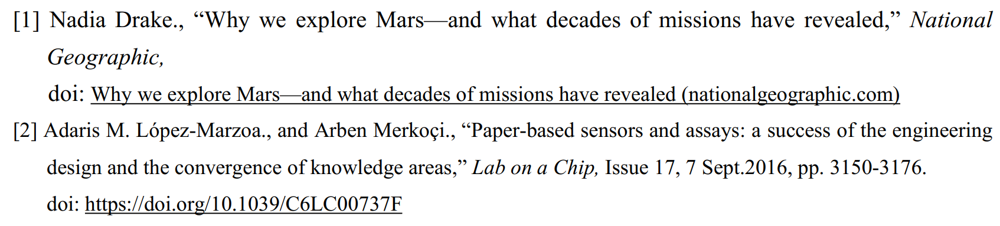 [1] Nadia Drake., “Why we explore Mars—and what decades of missions have revealed,” National
Geographic,
doi: Why we explore Mars—and what decades of missions have revealed (nationalgeographic.com)
[2] Adaris M. López-Marzoa., and Arben Merkoçi., “Paper-based sensors and assays: a success of the engineering
design and the convergence of knowledge areas,” Lab on a Chip, Issue 17, 7 Sept.2016, pp. 3150-3176.
doi: https://doi.org/10.1039/C6LC00737F